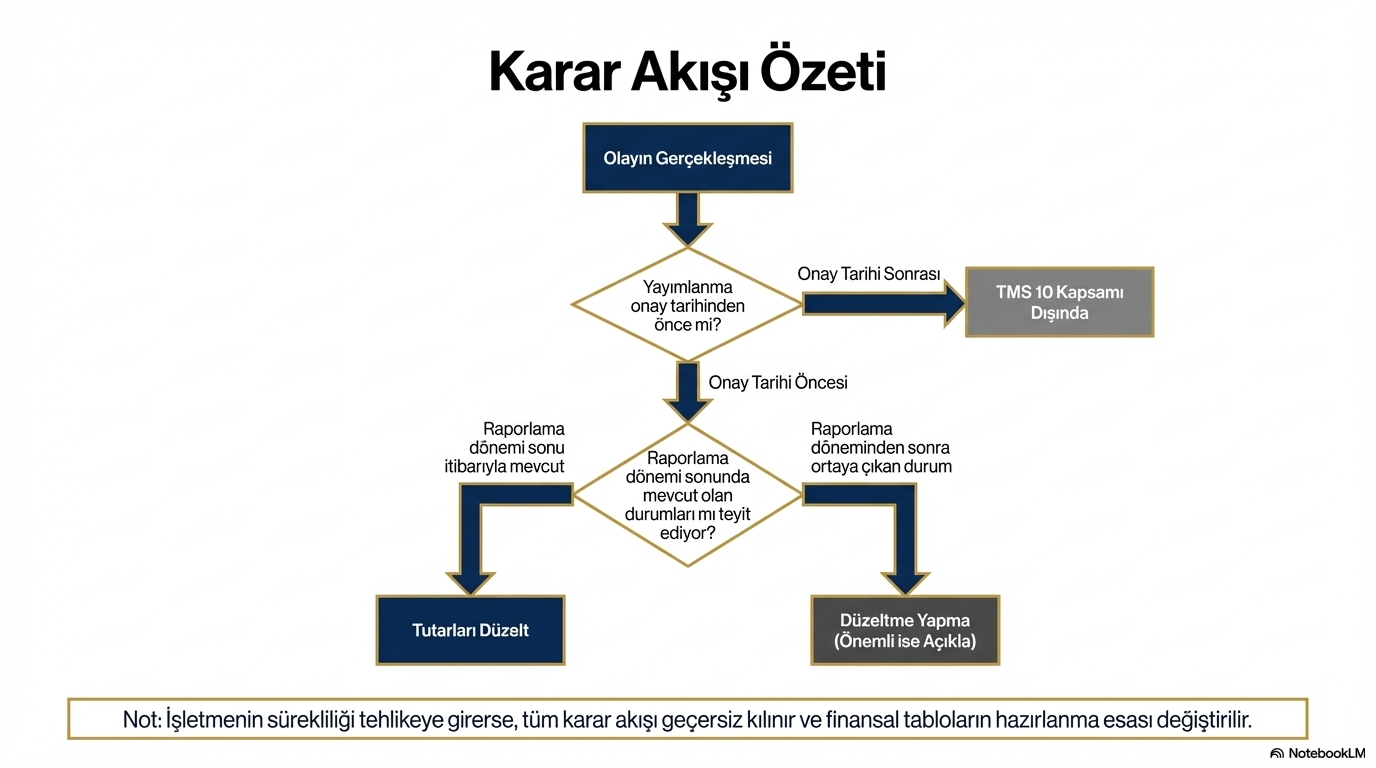 Karar Akışı Özeti
Olayın Gerçekleşmesi
Yayımlanma
onay tarihinden
önce mi?
Onay Tarihi Sonrası
TMS 10 Kapsamı
Dışında
Onay Tarihi Öncesi
Raporlama
dönemi sonu
itibarıyla mevcut
Raporlama
dönemi sonunda
mevcut olan
durumları mı teyit
ediyor?
Raporlama
döneminden sonra
ortaya çıkan durum
Tutarları Düzelt
Düzeltme Yapma
(Önemli ise Açıkla)
Not: İşletmenin sürekliliği tehlikeye girerse, tüm karar akışı geçersiz kılınır ve finansal tabloların hazırlanma esası değiştirilir.
NotebookLM